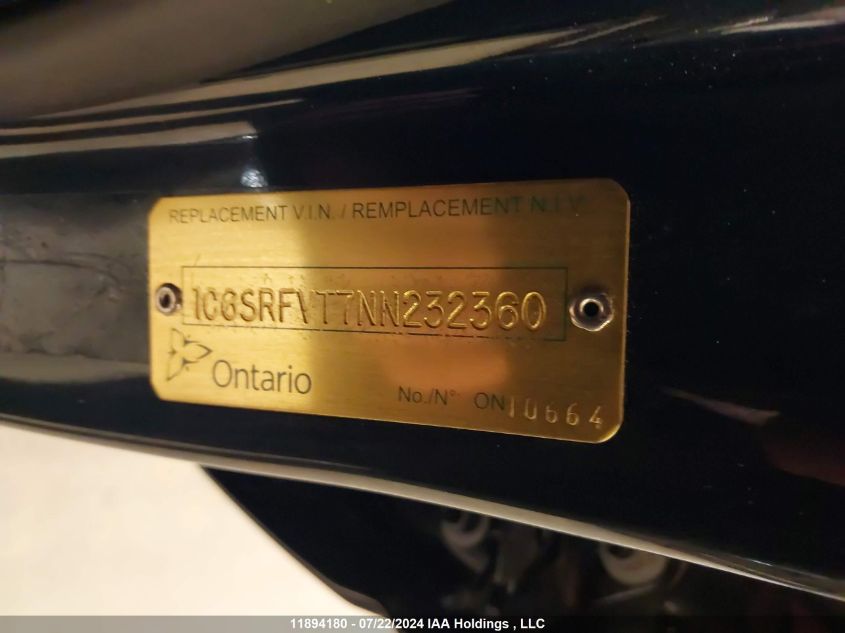 REPLACEMENT V.I.N. / REMPLACEMENT N.I.V.
1C6SRFVT7NN232360
Ontario
No./N° ON10664
11894180 - 07/22/2024 IAA Holdings , LLC